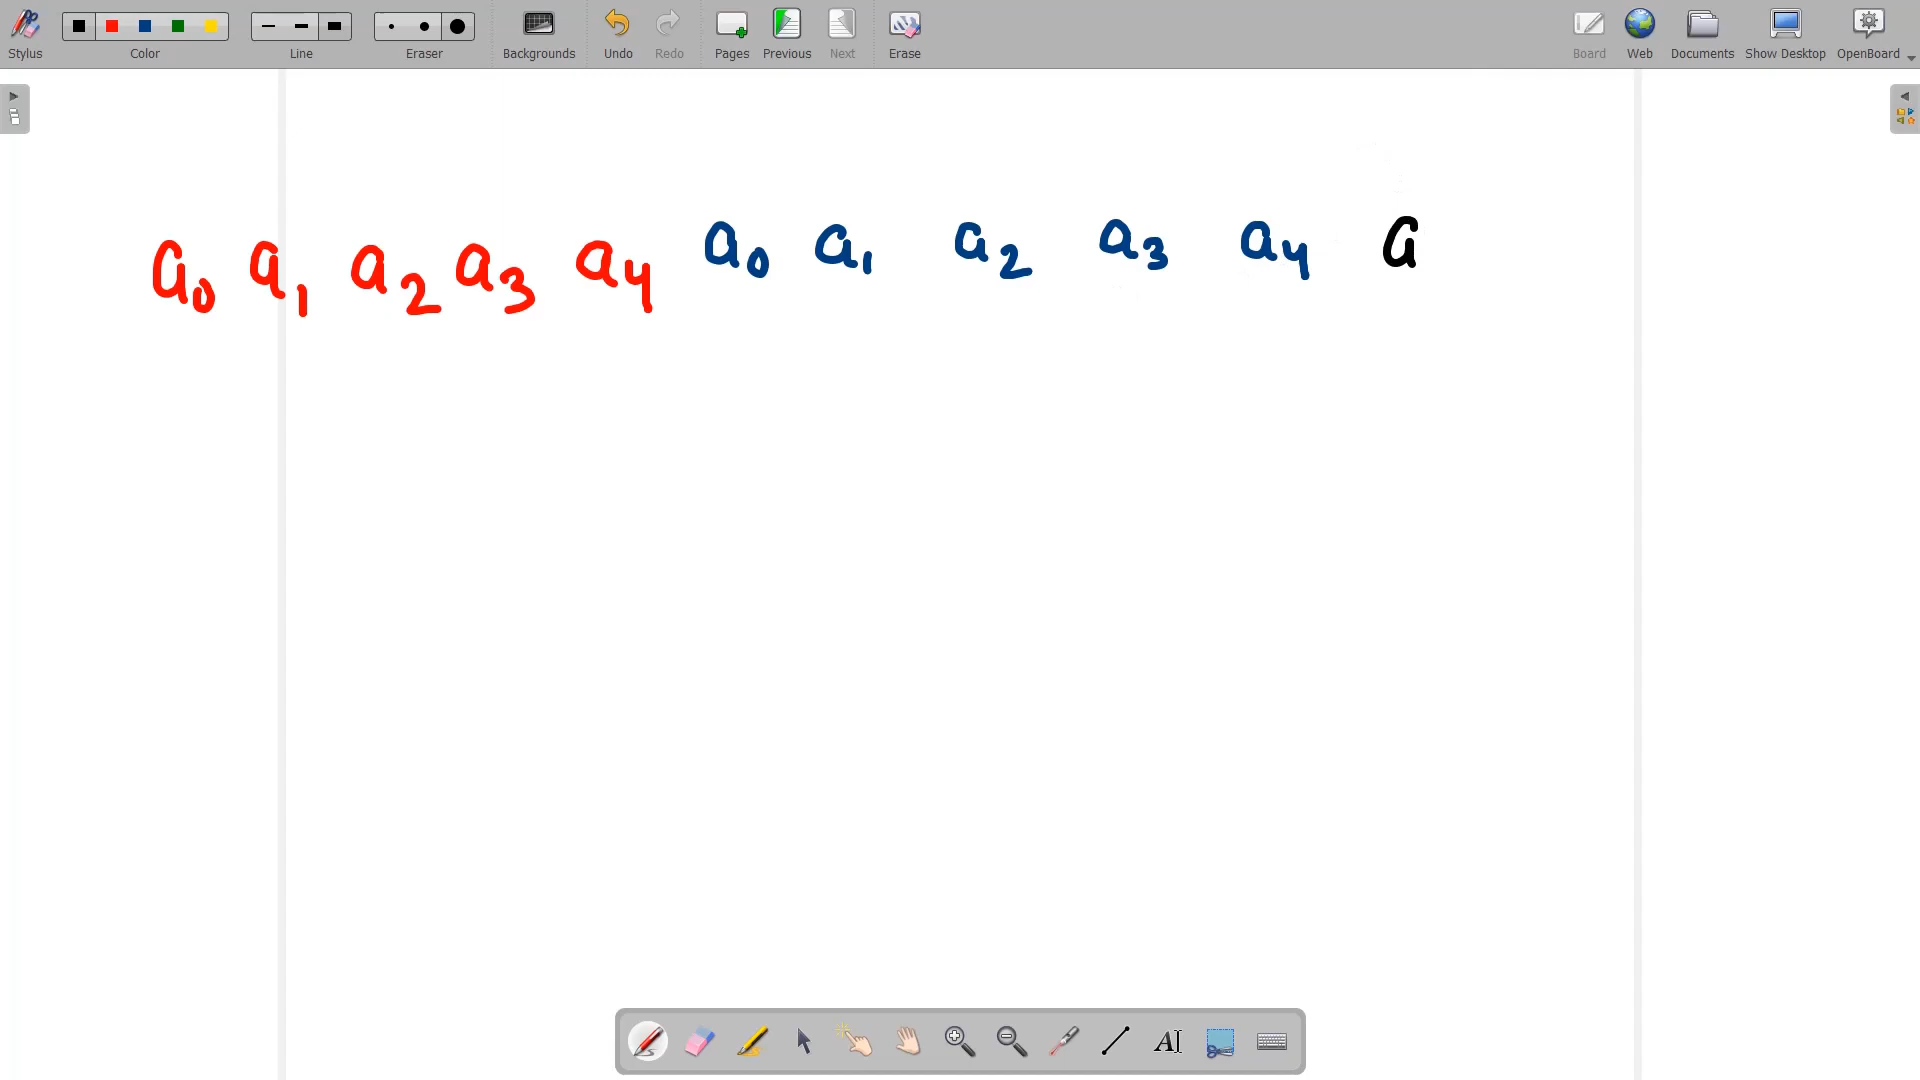 Stylus Color Line Eraser Backgrounds Undo Redo Pages Previous Next Erase Board Web Documents Show Desktop OpenBoard
a₀ a₁ a₂ a₃ a₄ a₀ a₁ a₂ a₃ a₄ a